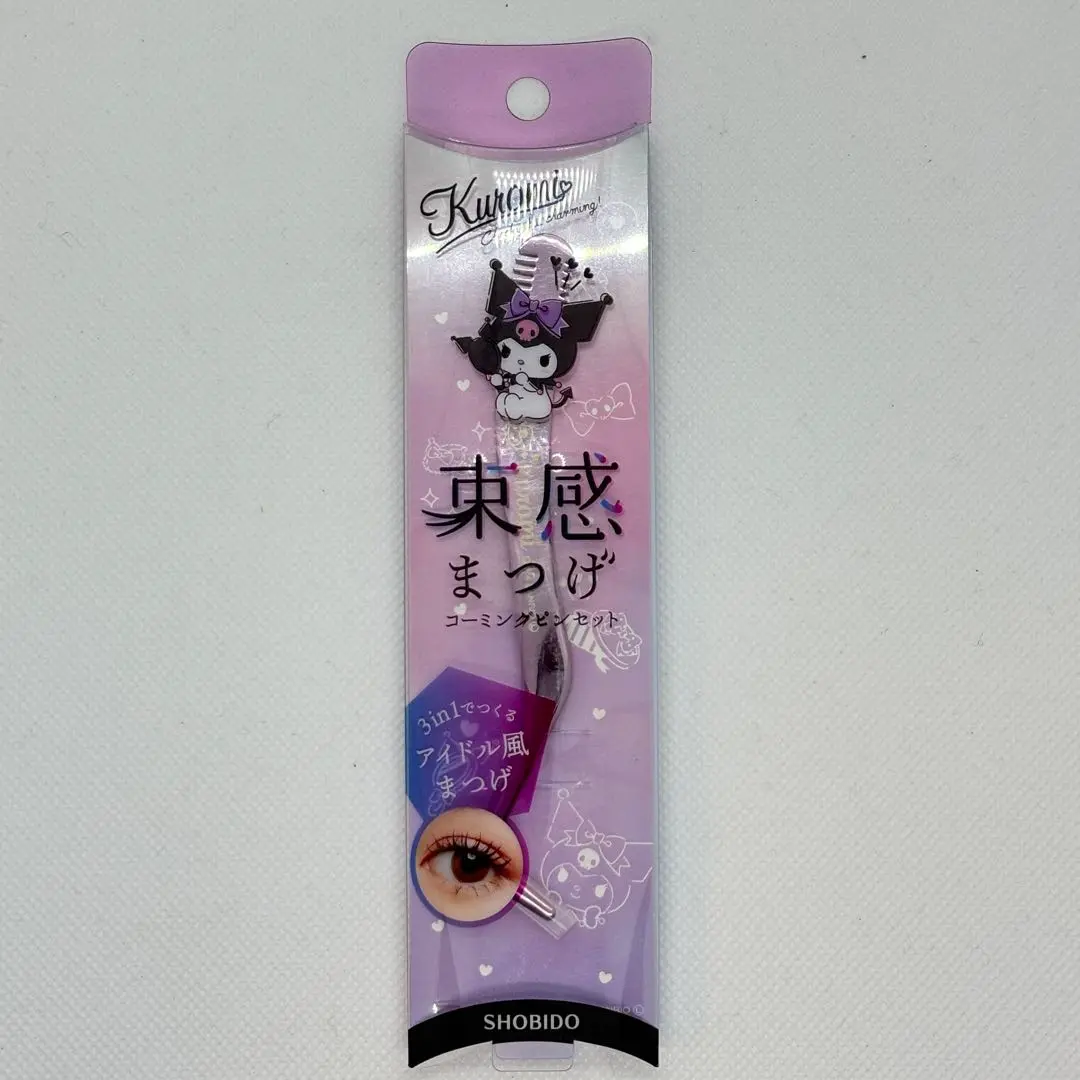 Kuromi
charming!
束感
まつげ
コーミングピンセット
3in1でつくる
アイドル風
まつげ
SHOBIDO